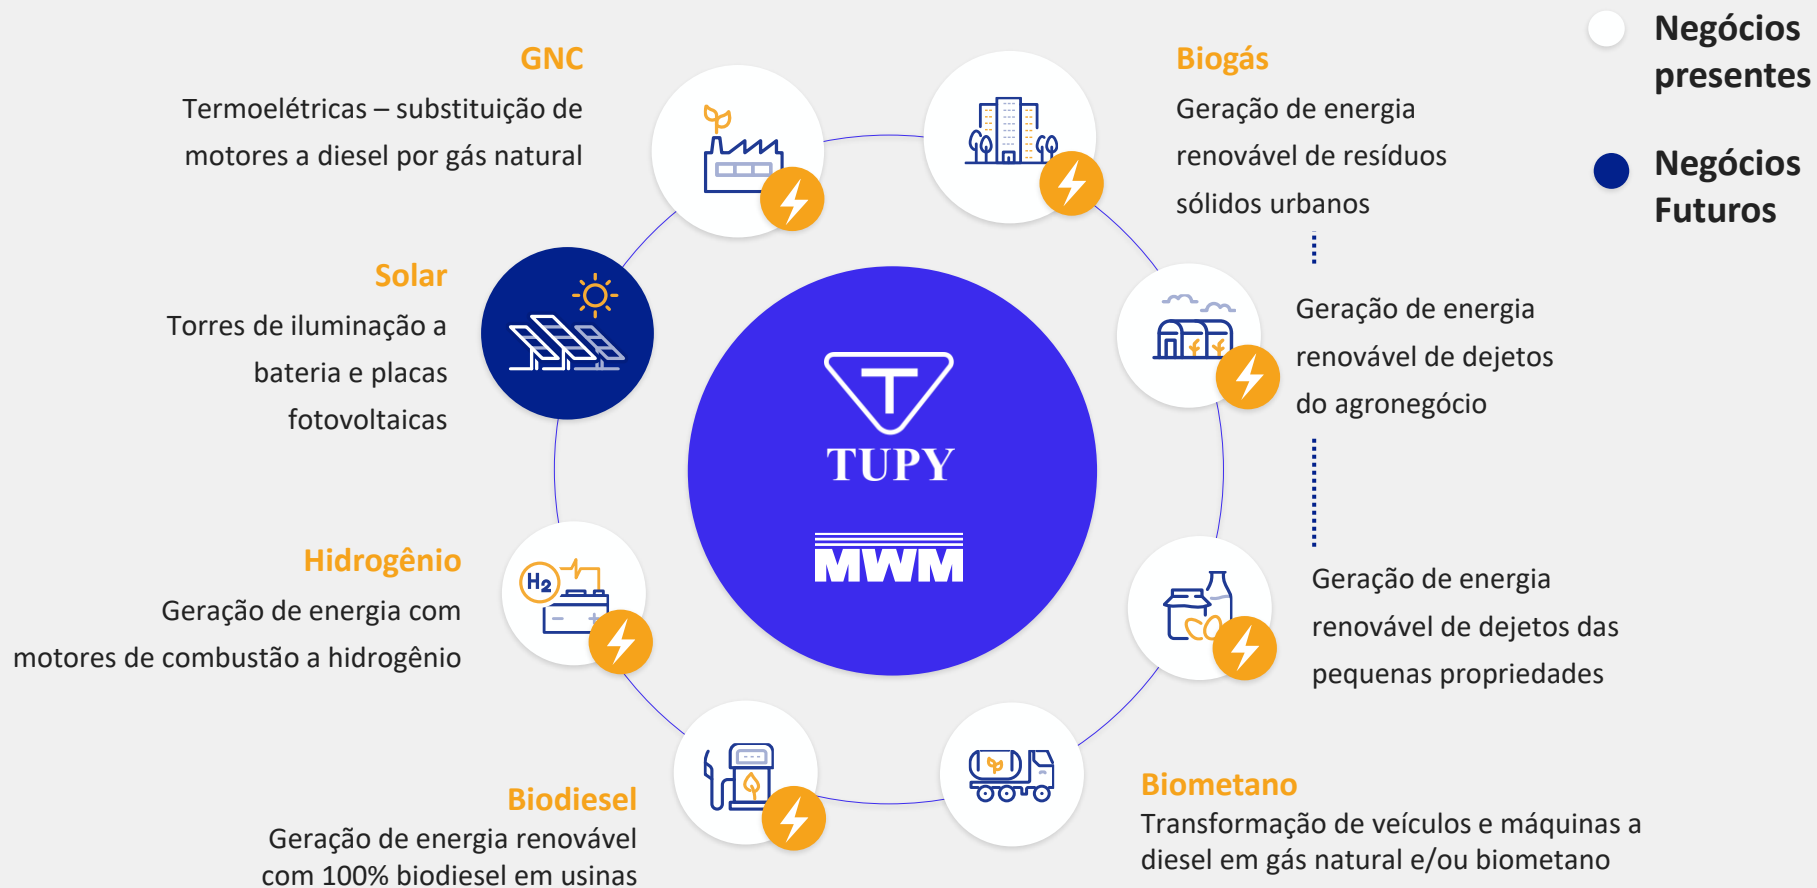 GNC
Termoelétricas – substituição de
motores a diesel por gás natural
Biogás
Geração de energia
renovável de resíduos
sólidos urbanos
Negócios
presentes
Negócios
Futuros
Solar
Torres de iluminação a
bateria e placas
fotovoltaicas
Geração de energia
renovável de dejetos
do agronegócio
T
TUPY
MWM
Hidrogênio
Geração de energia com
motores de combustão a hidrogênio
H2
Geração de energia
renovável de dejetos das
pequenas propriedades
Biodiesel
Geração de energia renovável
com 100% biodiesel em usinas
Biometano
Transformação de veículos e máquinas a
diesel em gás natural e/ou biometano